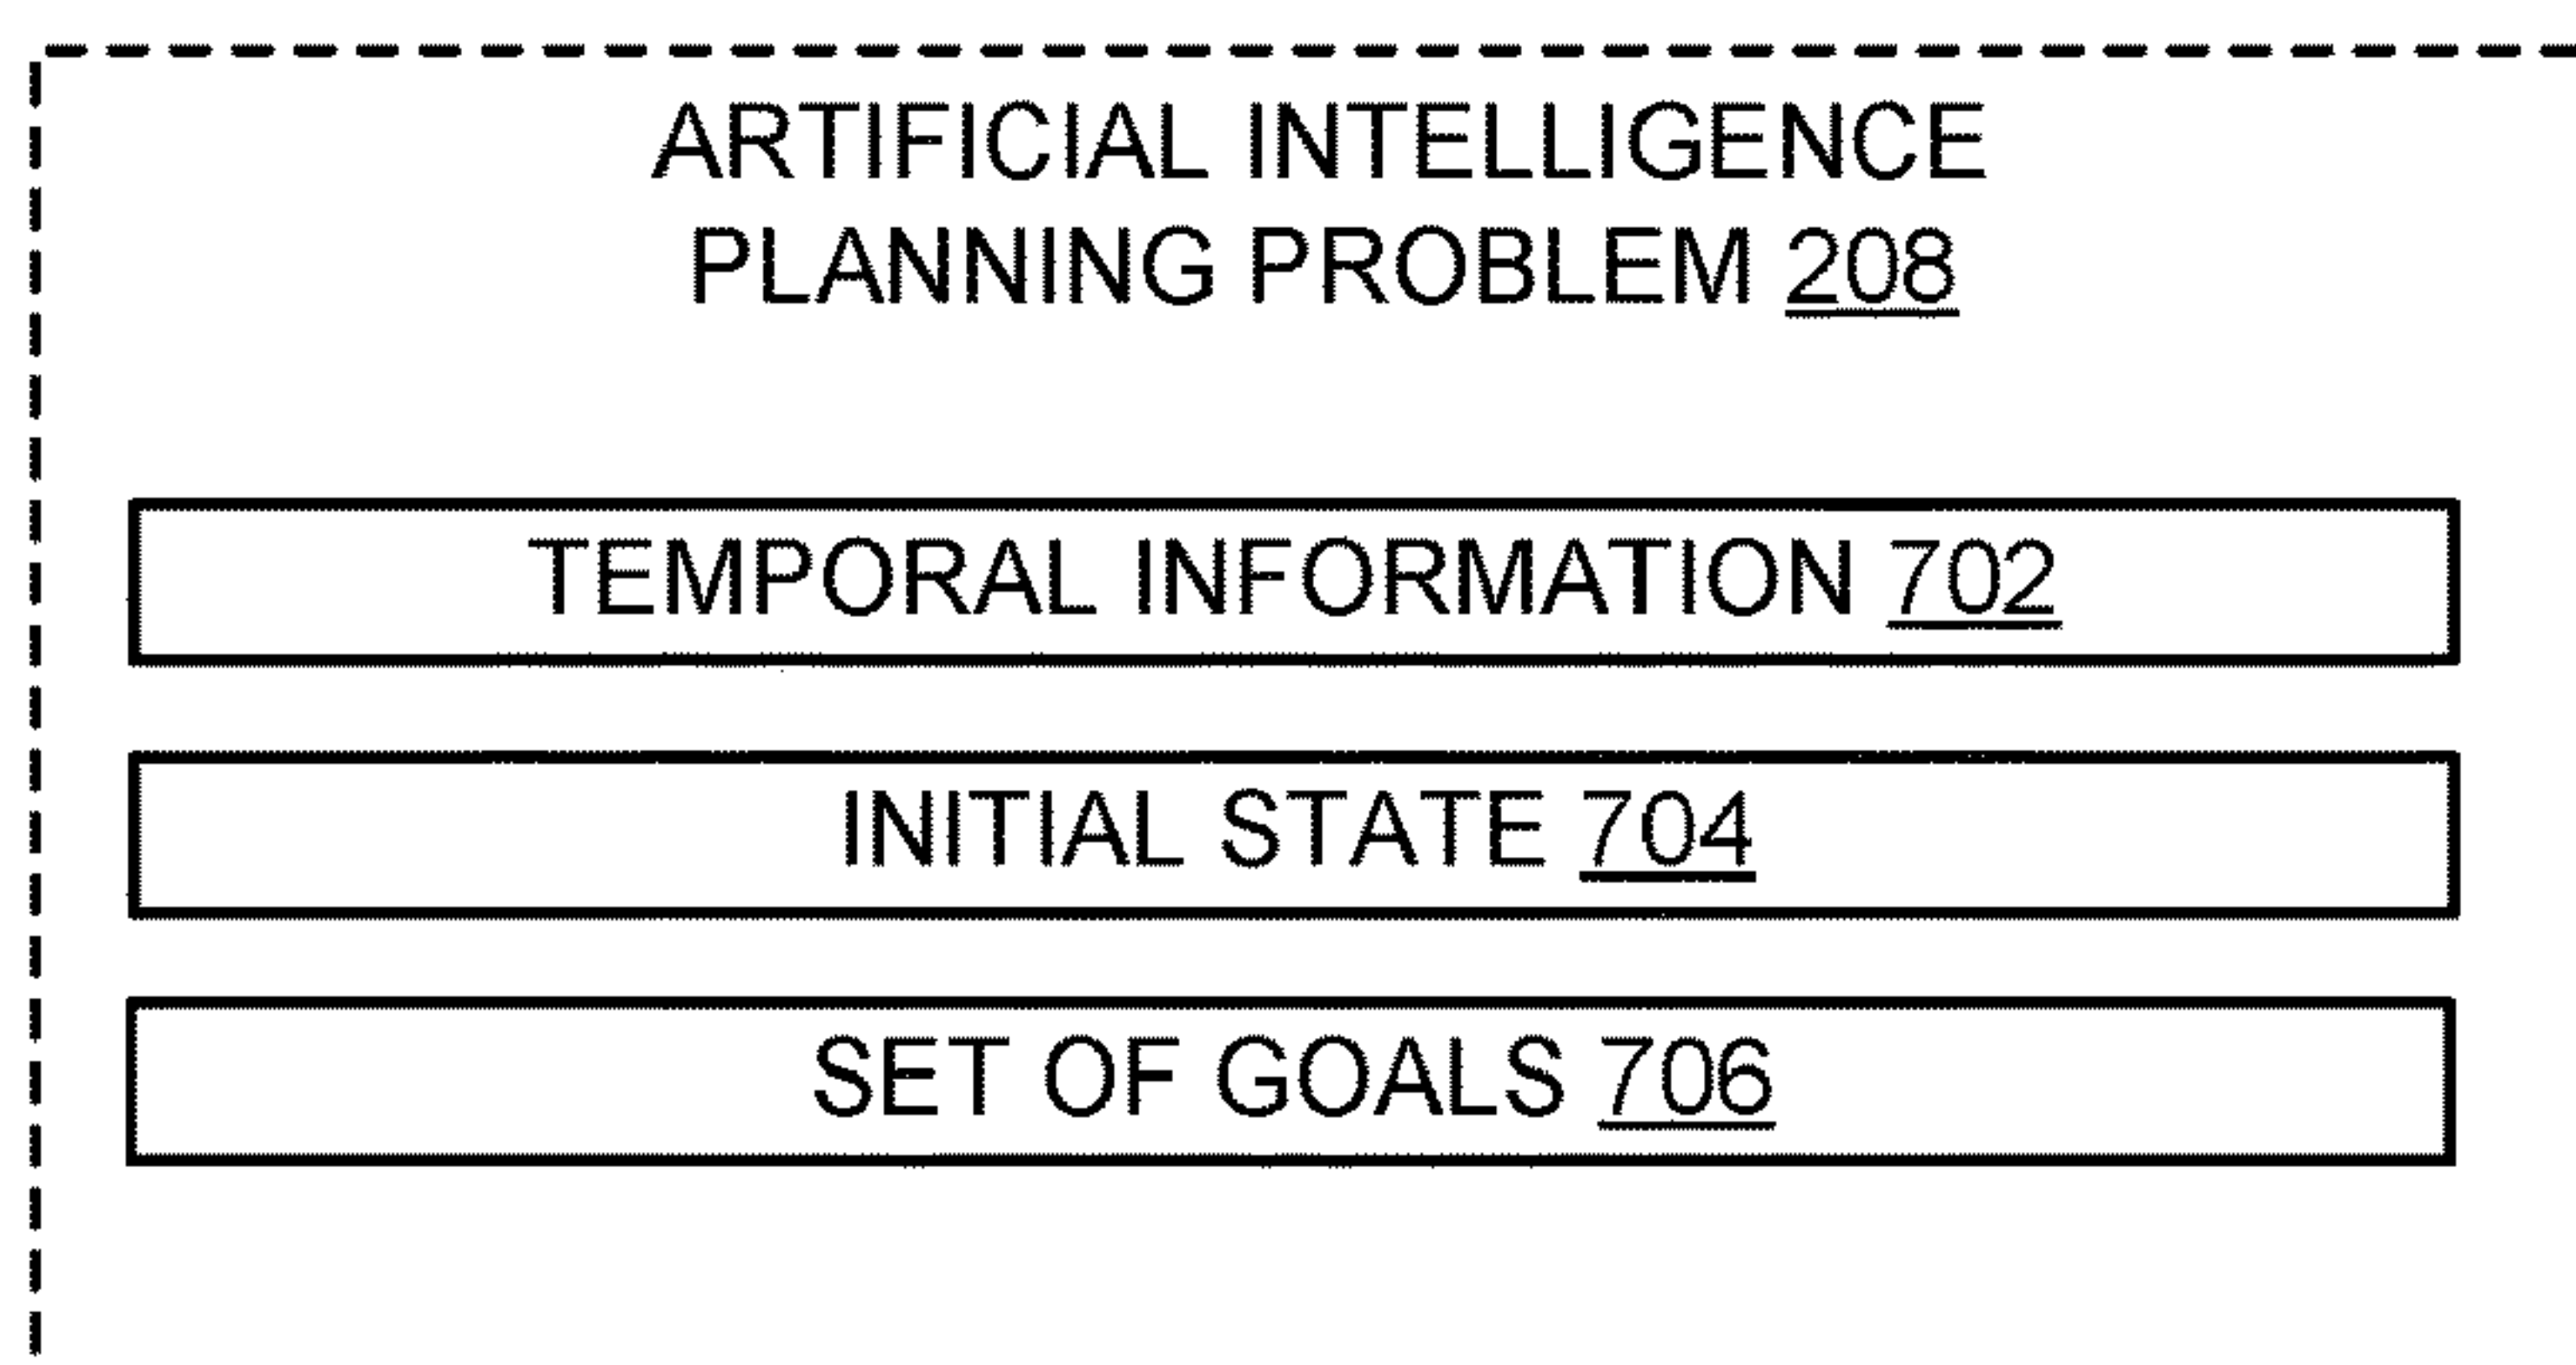 ARTIFICIAL INTELLIGENCE
PLANNING PROBLEM 208
TEMPORAL INFORMATION 702
INITIAL STATE 704
SET OF GOALS 706